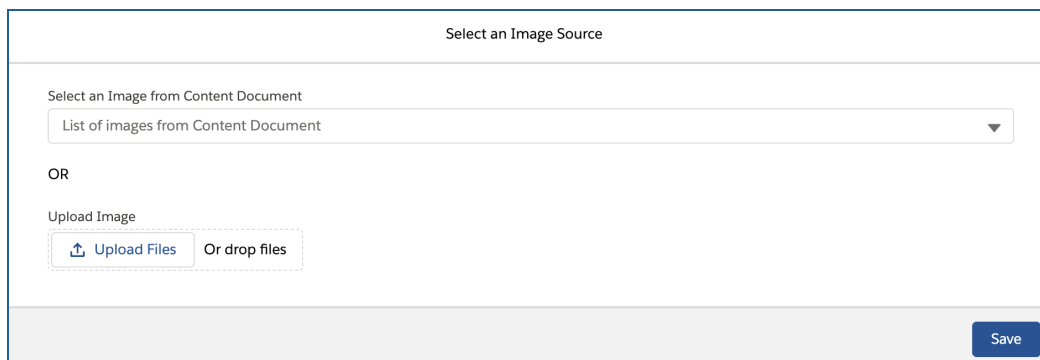 Select an Image Source
Select an Image from Content Document
List of images from Content Document
OR
Upload Image
Upload Files Or drop files
Save